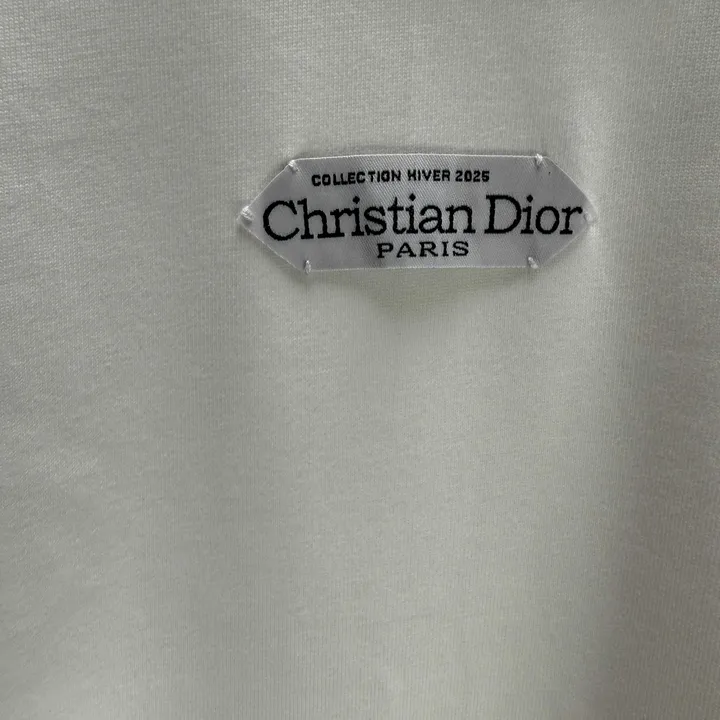 COLLECTION HIVER 2025
Christian Dior
PARIS